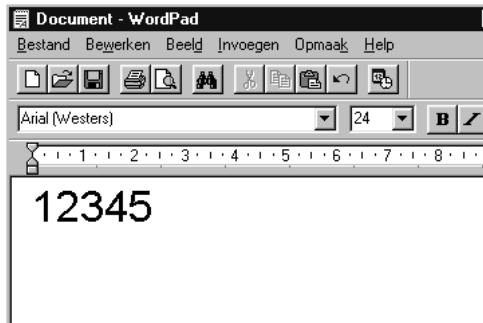 Document - WordPad
Bestand Bewerken Beeld Invoegen Opmaak Help
Arial (Westers) 24 B I
1 2 3 4 5 6 7 8
12345